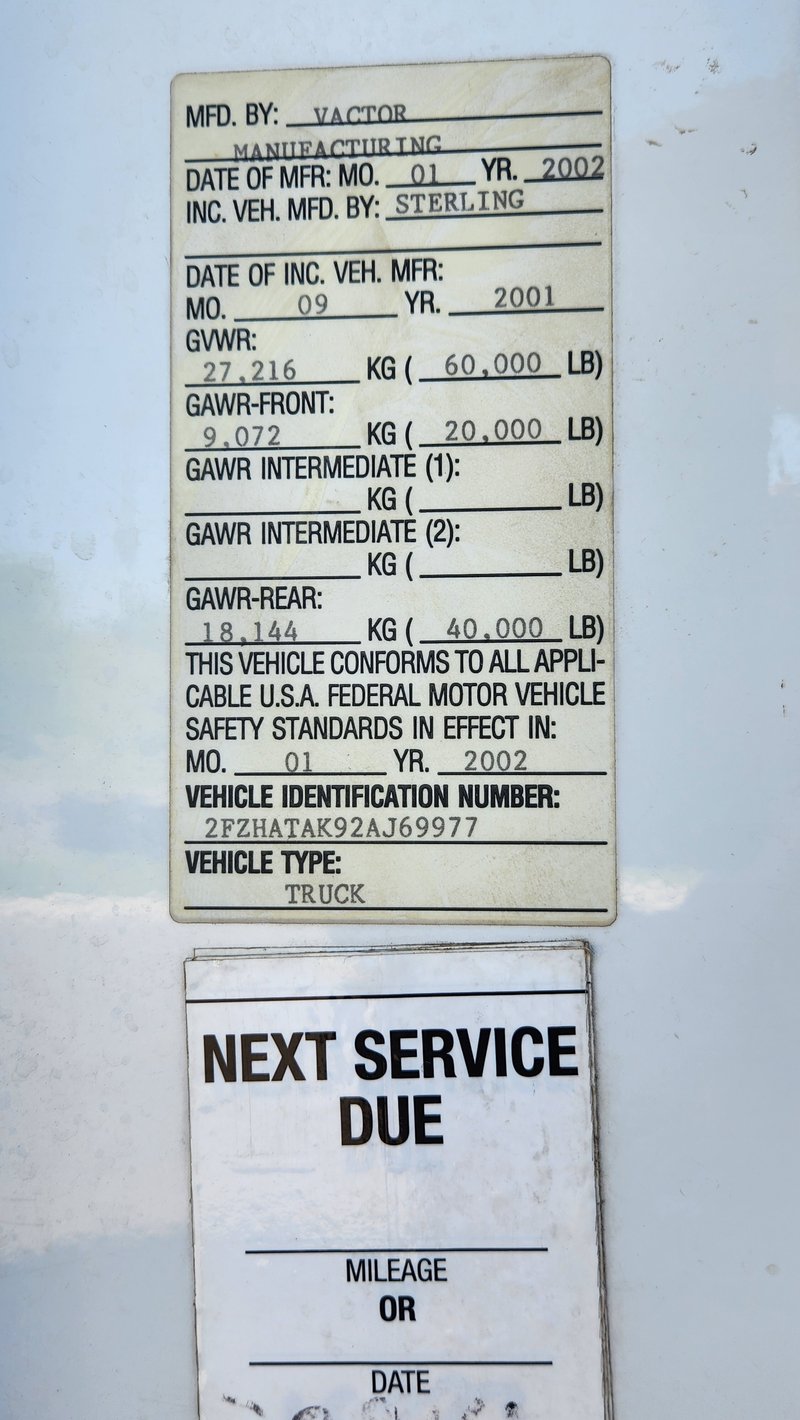 MFD. BY: VACTOR
MANUFACTURING
DATE OF MFR: MO. 01 YR. 2002
INC. VEH. MFD. BY: STERLING
DATE OF INC. VEH. MFR:
MO. 09 YR. 2001
GVWR:
27,216 KG ( 60,000 LB)
GAWR-FRONT:
9,072 KG ( 20,000 LB)
GAWR INTERMEDIATE (1):
KG ( LB)
GAWR INTERMEDIATE (2):
KG ( LB)
GAWR-REAR:
18,144 KG ( 40,000 LB)
THIS VEHICLE CONFORMS TO ALL APPLI-
CABLE U.S.A. FEDERAL MOTOR VEHICLE
SAFETY STANDARDS IN EFFECT IN:
MO. 01 YR. 2002
VEHICLE IDENTIFICATION NUMBER:
2FZHATAK92AJ69977
VEHICLE TYPE:
TRUCK
NEXT SERVICE
DUE
MILEAGE
OR
DATE